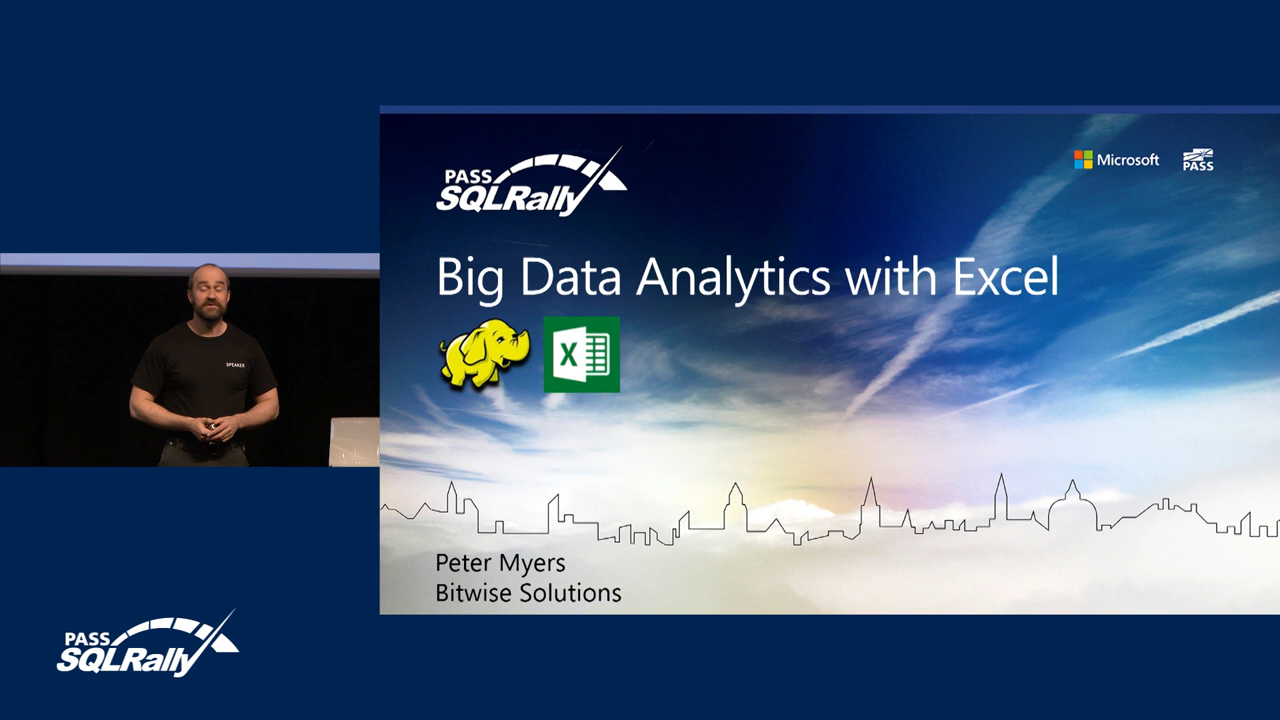 PASS
SQLRally
Microsoft
PASS
Big Data Analytics with Excel
X
SPEAKER
Peter Myers
Bitwise Solutions
PASS
SQLRally